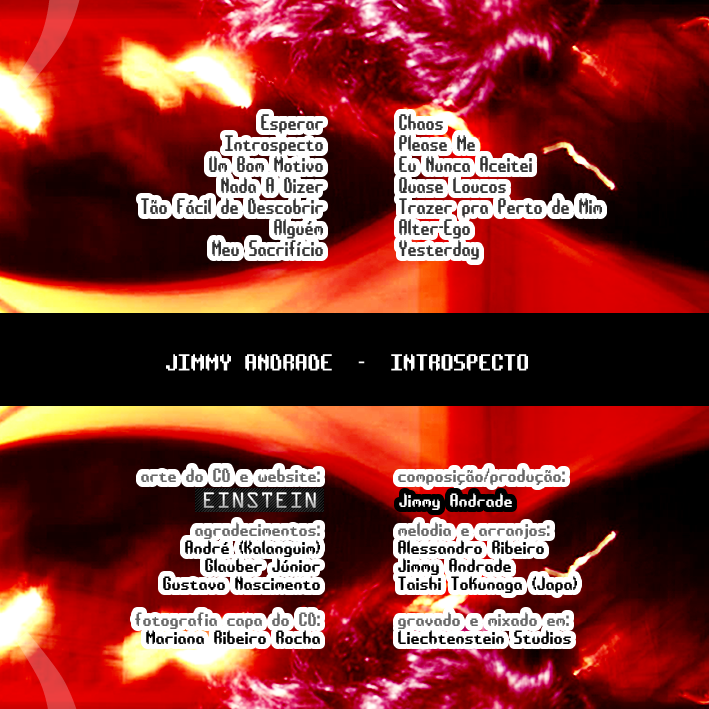 Esperar
Introspecto
Um Bom Motivo
Nada A Dizer
Tão Fácil de Descobrir
Alguém
Meu Sacrifício
Chaos
Please Me
Eu Nunca Aceitei
Quase Loucos
Trazer pra Perto de Mim
Alter-Ego
Yesterday
JIMMY ANDRADE - INTROSPECTO
arte do CD e website:
EINSTEIN
agradecimentos:
André (Kalanguim)
Glauber Júnior
Gustavo Nascimento
fotografia capa do CD:
Mariana Ribeiro Rocha
composição/produção:
Jimmy Andrade
melodia e arranjos:
Alessandro Ribeiro
Jimmy Andrade
Taishi Tokunaga (Japa)
gravado e mixado em:
Liechtenstein Studios